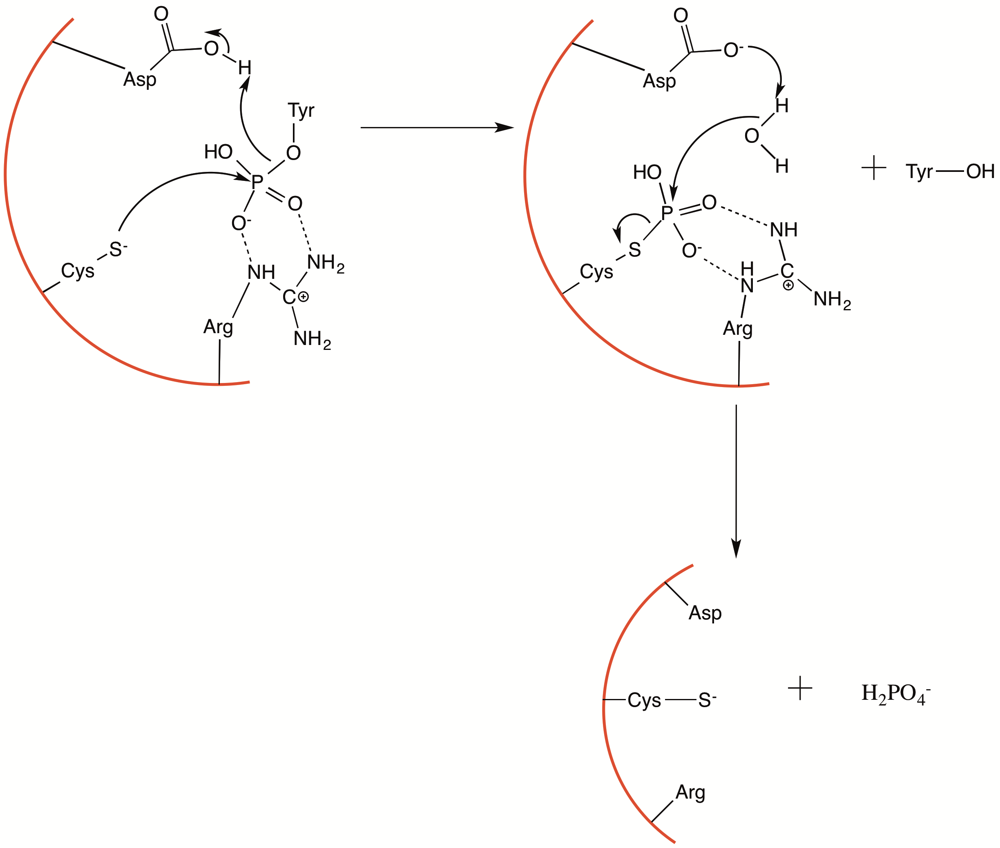 O
O
H
Asp
Tyr
O
HO
P
O
O-
S-
Cys
NH
NH2
C⊕
Arg
NH2
O
O-
Asp
H
O
H
HO
P
O
S
O-
Cys
NH
H
N
C
⊕
NH2
Arg
+
Tyr—OH
Asp
Cys—S-
+
H2PO4-
Arg